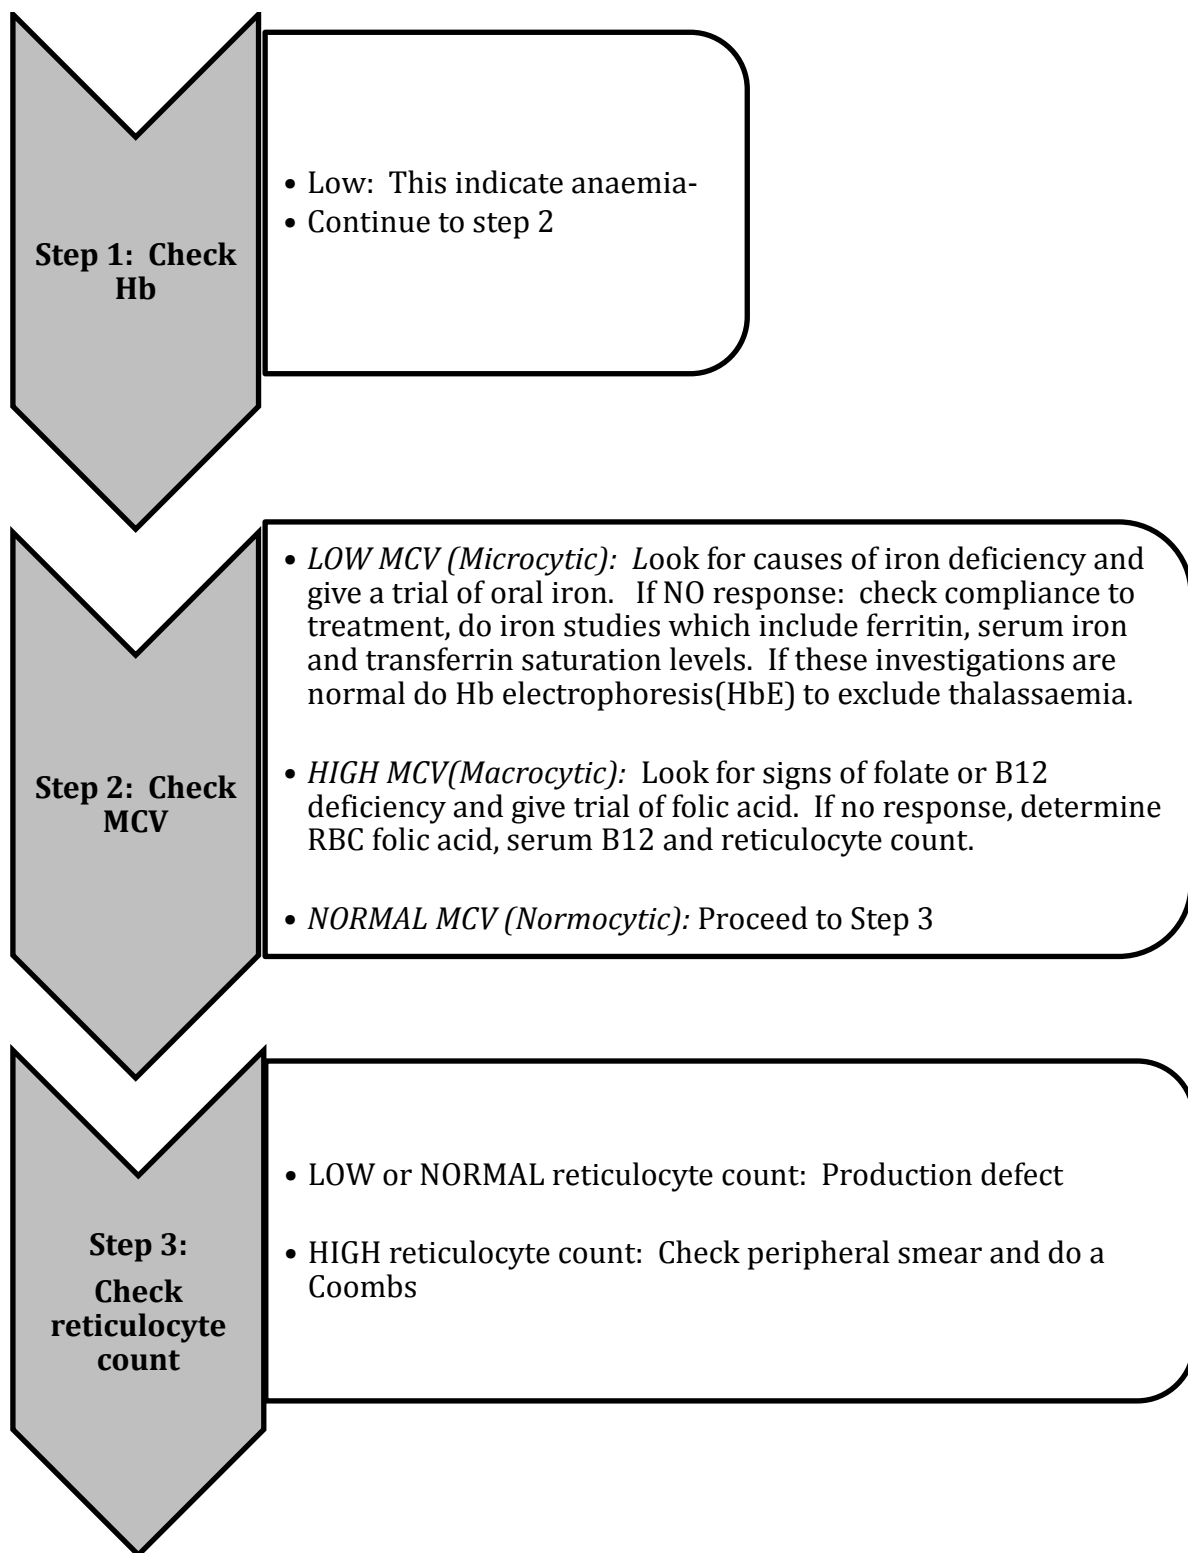 Step 1:  Check
Hb
• Low:  This indicate anaemia-
• Continue to step 2
Step 2:  Check
MCV
• LOW MCV (Microcytic):  Look for causes of iron deficiency and
give a trial of oral iron.   If NO response:  check compliance to
treatment, do iron studies which include ferritin, serum iron
and transferrin saturation levels.  If these investigations are
normal do Hb electrophoresis(HbE) to exclude thalassaemia.
• HIGH MCV(Macrocytic):  Look for signs of folate or B12
deficiency and give trial of folic acid.  If no response, determine
RBC folic acid, serum B12 and reticulocyte count.
• NORMAL MCV (Normocytic): Proceed to Step 3
Step 3:
Check
reticulocyte
count
• LOW or NORMAL reticulocyte count:  Production defect
• HIGH reticulocyte count:  Check peripheral smear and do a
Coombs